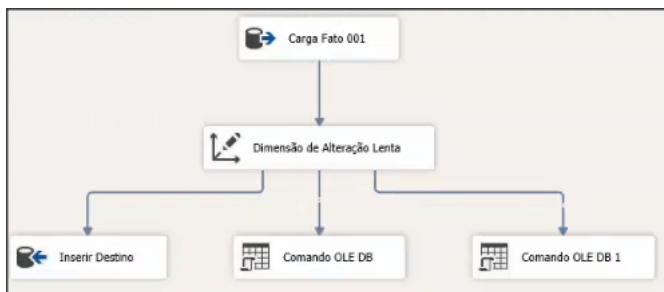 Carga Fato 001
Dimensão de Alteração Lenta
Inserir Destino
Comando OLE DB
Comando OLE DB 1